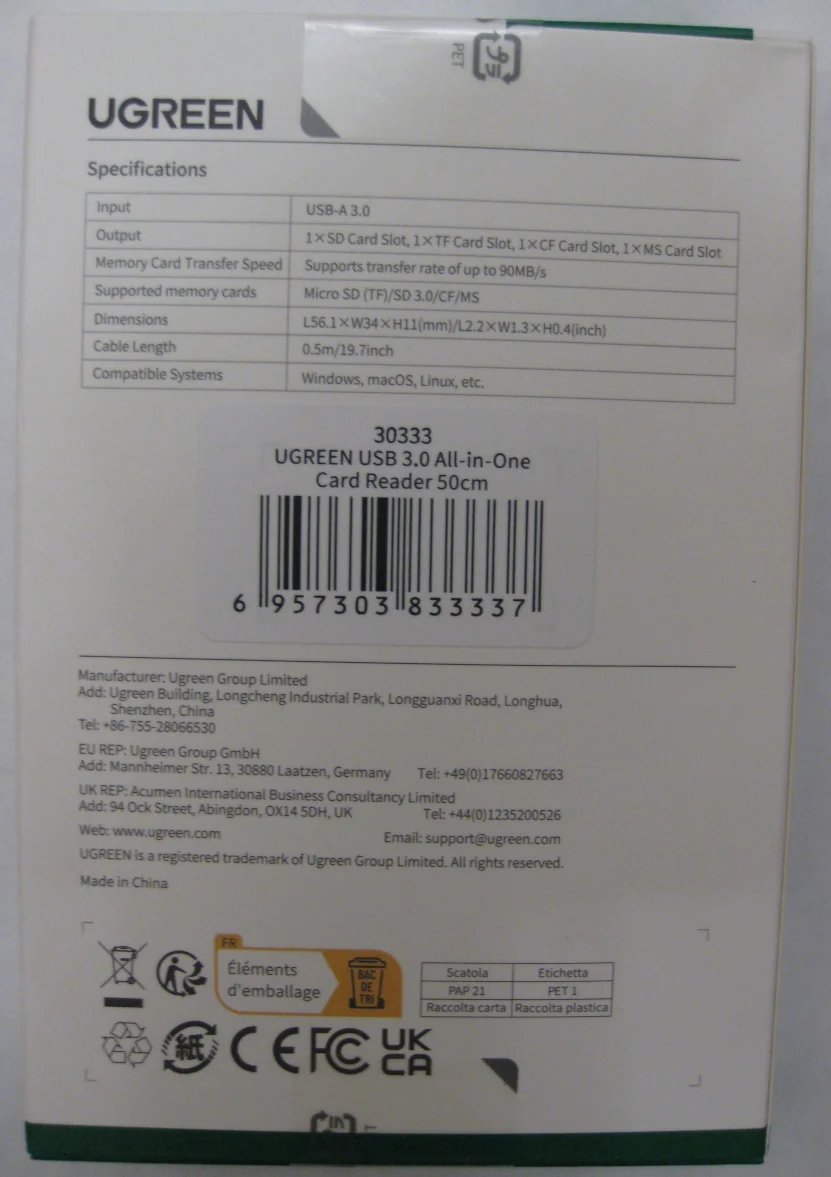 PET
UGREEN
Specifications
Input USB-A 3.0
Output 1×SD Card Slot, 1×TF Card Slot, 1×CF Card Slot, 1×MS Card Slot
Memory Card Transfer Speed Supports transfer rate of up to 90MB/s
Supported memory cards Micro SD (TF)/SD 3.0/CF/MS
Dimensions L56.1×W34×H11(mm)/L2.2×W1.3×H0.4(inch)
Cable Length 0.5m/19.7inch
Compatible Systems Windows, macOS, Linux, etc.
30333
UGREEN USB 3.0 All-in-One
Card Reader 50cm
6 957303 833337
Manufacturer: Ugreen Group Limited
Add: Ugreen Building, Longcheng Industrial Park, Longguanxi Road, Longhua,
Shenzhen, China
Tel: +86-755-28066530
EU REP: Ugreen Group GmbH
Add: Mannheimer Str. 13, 30880 Laatzen, Germany Tel: +49(0)17660827663
UK REP: Acumen International Business Consultancy Limited
Add: 94 Ock Street, Abingdon, OX14 5DH, UK Tel: +44(0)1235200526
Web: www.ugreen.com Email: support@ugreen.com
UGREEN is a registered trademark of Ugreen Group Limited. All rights reserved.
Made in China
FR
Éléments
d'emballage
BAC
DE
TRI
Scatola Etichetta
PAP 21 PET 1
Raccolta carta Raccolta plastica
紙 CE FC UK
CA